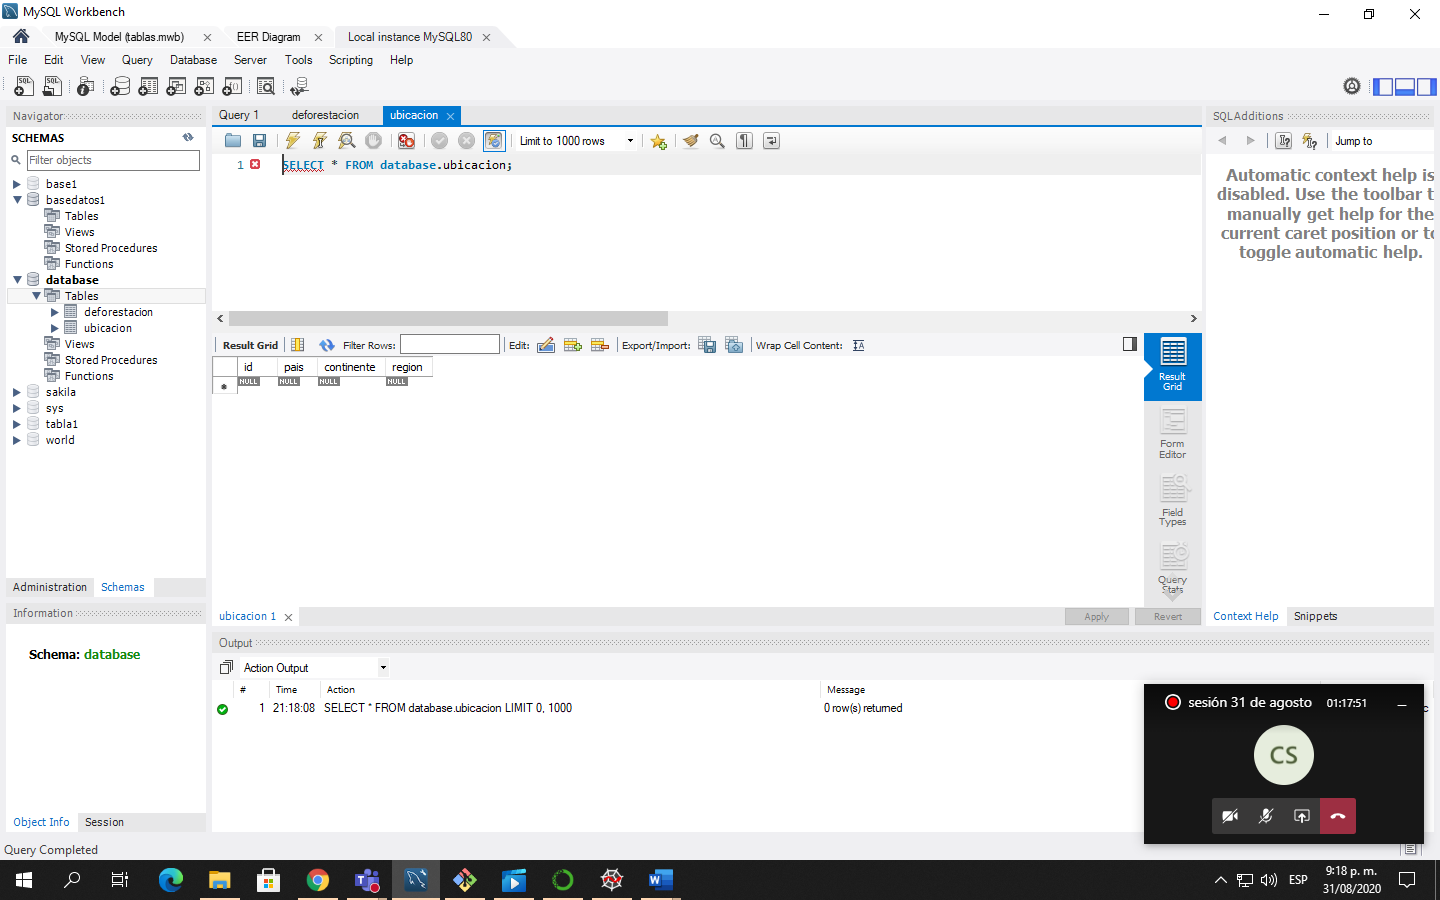 MySQL Workbench
MySQL Model (tablas.mwb)
EER Diagram
Local instance MySQL80
File Edit View Query Database Server Tools Scripting Help
Navigator
SCHEMAS
Filter objects
base1
basedatos1
Tables
Views
Stored Procedures
Functions
database
Tables
deforestacion
ubicacion
Views
Stored Procedures
Functions
sakila
sys
tabla1
world
Administration Schemas
Information
Schema: database
Object Info Session
Query Completed
Query 1 deforestacion ubicacion
Limit to 1000 rows
1 SELECT * FROM database.ubicacion;
Result Grid Filter Rows: Edit: Export/Import: Wrap Cell Content:
id pais continente region
NULL NULL NULL NULL
Result
Grid
Form
Editor
Field
Types
Query
Stats
ubicacion 1
Apply Revert
Output
Action Output
# Time Action Message
1 21:18:08 SELECT * FROM database.ubicacion LIMIT 0, 1000 0 row(s) returned
SQLAdditions
Jump to
Automatic context help is
disabled. Use the toolbar t
manually get help for the
current caret position or to
toggle automatic help.
Context Help Snippets
sesión 31 de agosto 01:17:51
CS
ESP
9:18 p. m.
31/08/2020